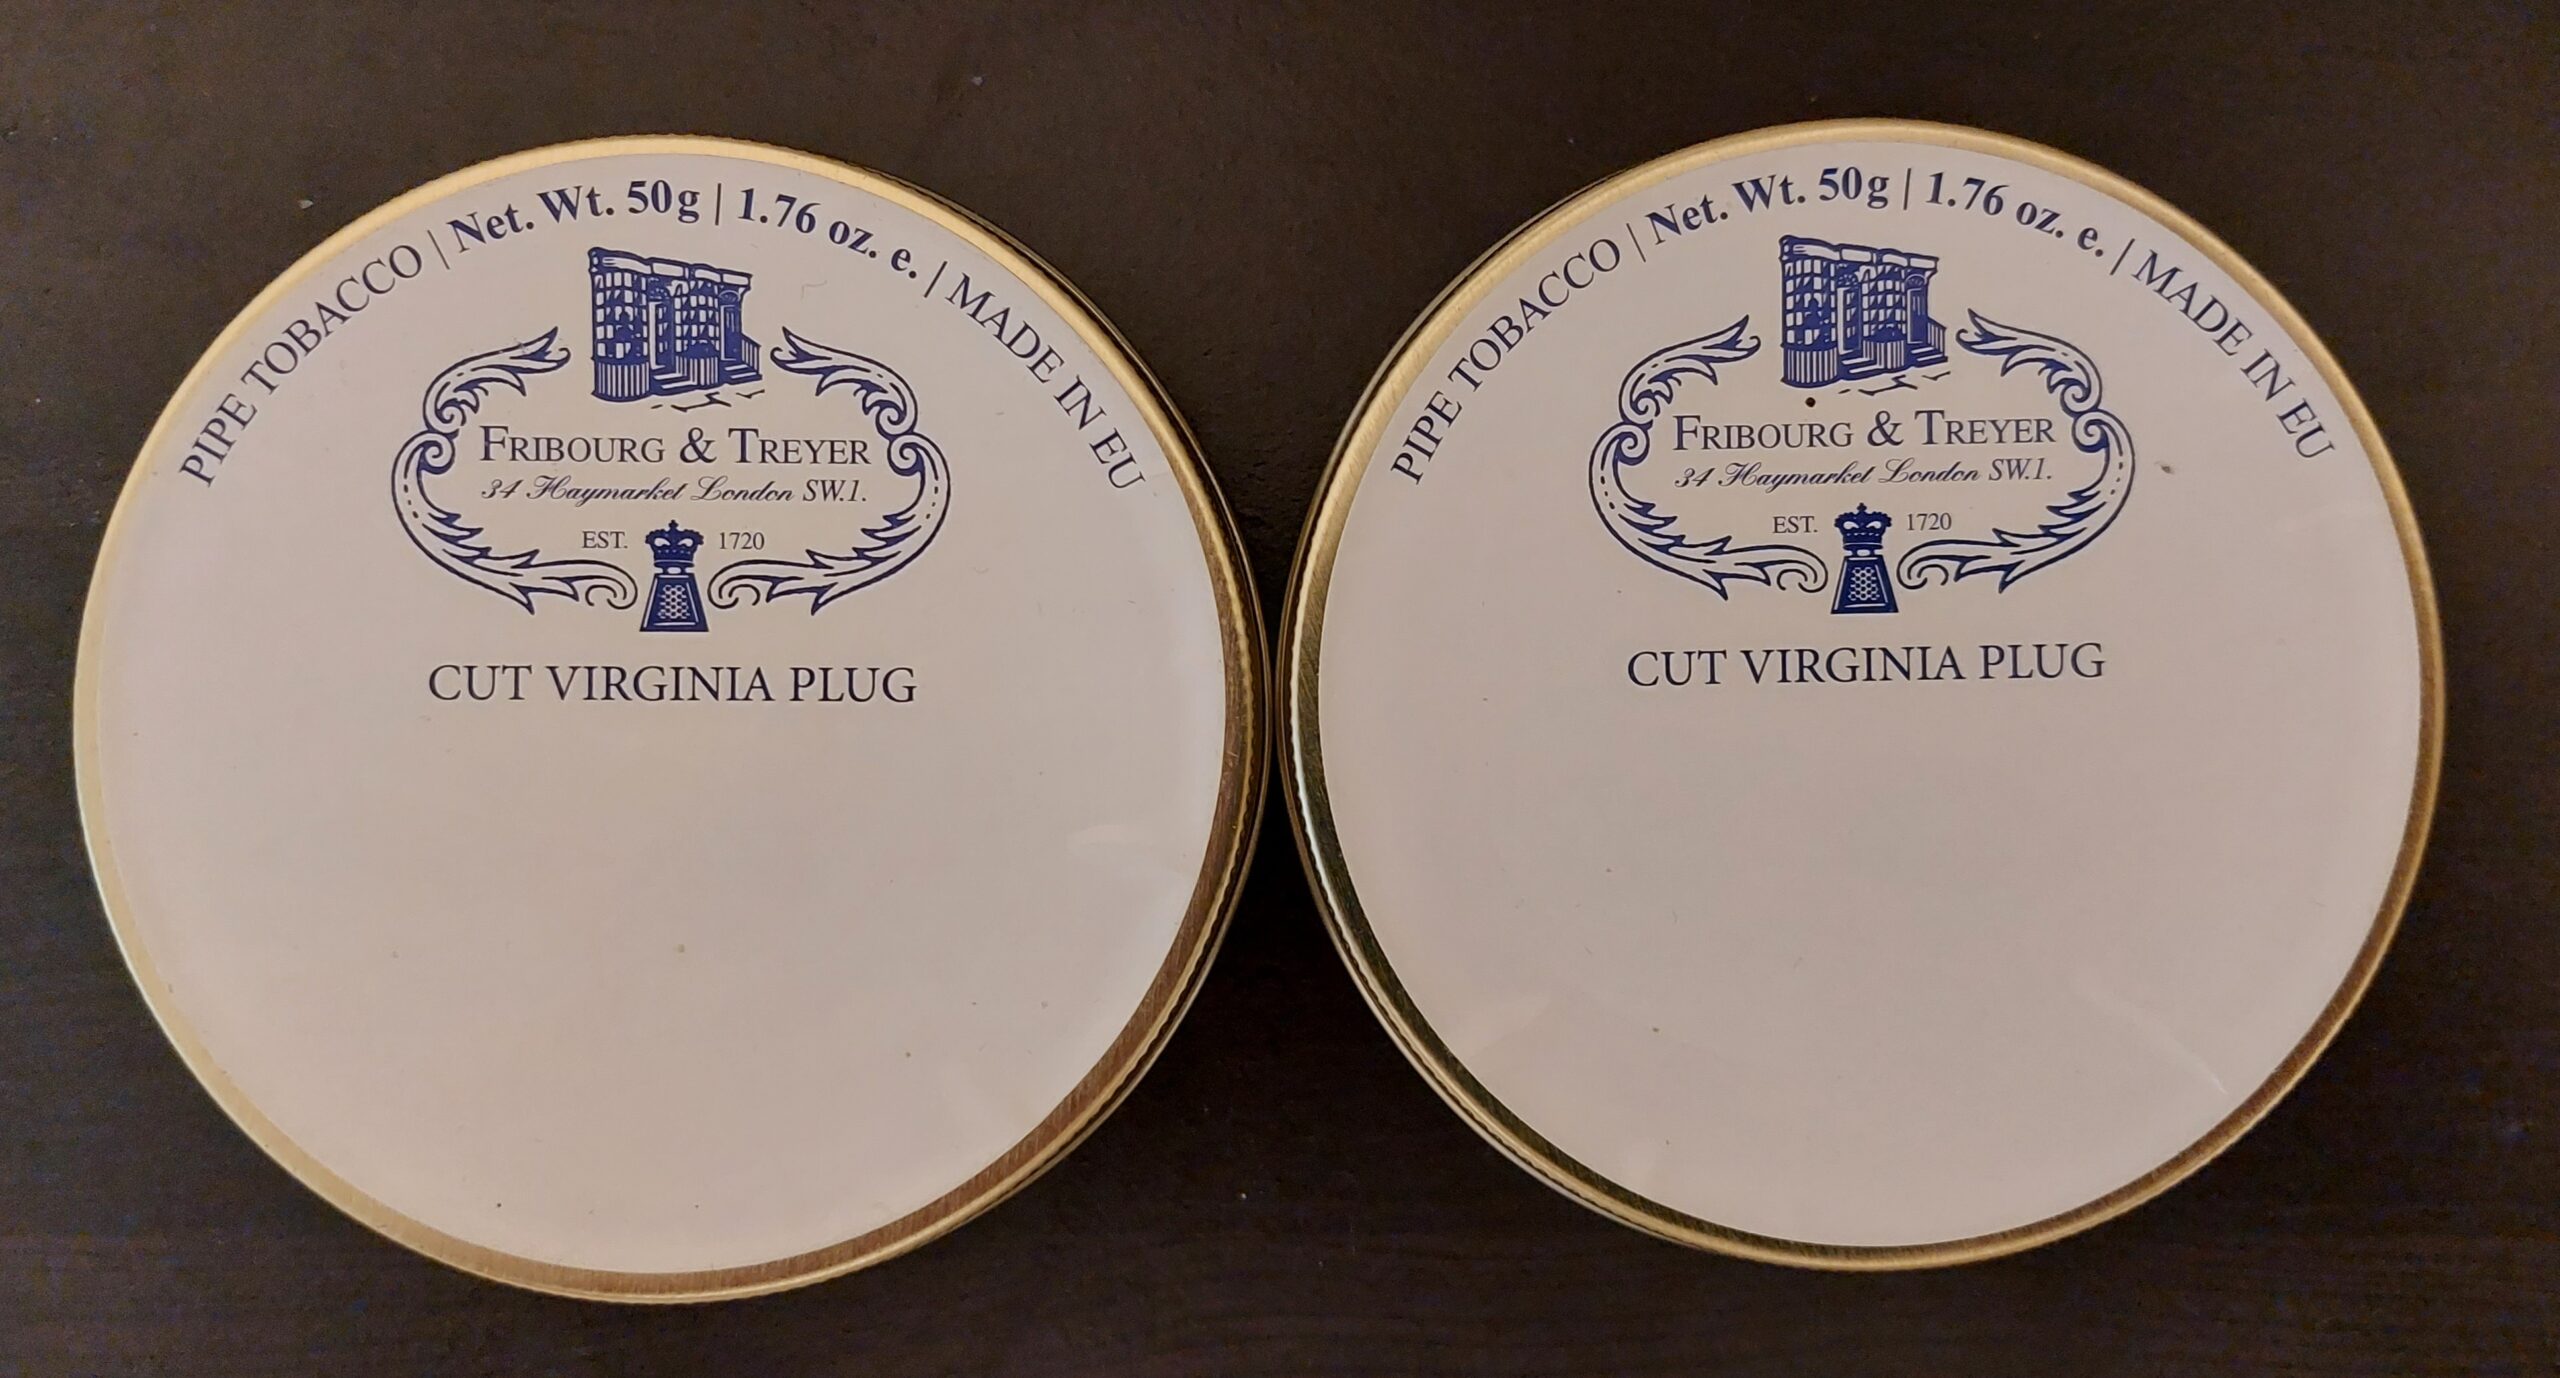 PIPE TOBACCO | Net. Wt. 50g | 1.76 oz. e. | MADE IN EU
FRIBOURG & TREYER
34 Haymarket London SW.1.
EST. 1720
CUT VIRGINIA PLUG
PIPE TOBACCO | Net. Wt. 50g | 1.76 oz. e. | MADE IN EU
FRIBOURG & TREYER
34 Haymarket London SW.1.
EST. 1720
CUT VIRGINIA PLUG